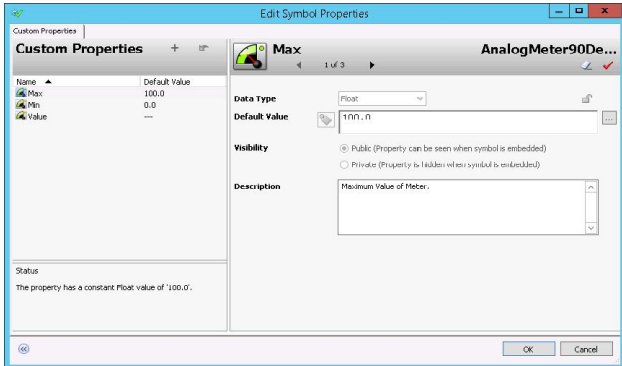 Edit Symbol Properties
Custom Properties
Custom Properties
Name Default Value
Max 100.0
Min 0.0
Value ---
Status
The property has a constant Float value of '100.0'.
Max
AnalogMeter90De...
1 of 3
Data Type Float
Default Value 100.0
...
Visibility
Public (Property can be seen when symbol is embedded)
Private (Property is hidden when symbol is embedded)
Description Maximum Value of Meter.
OK Cancel